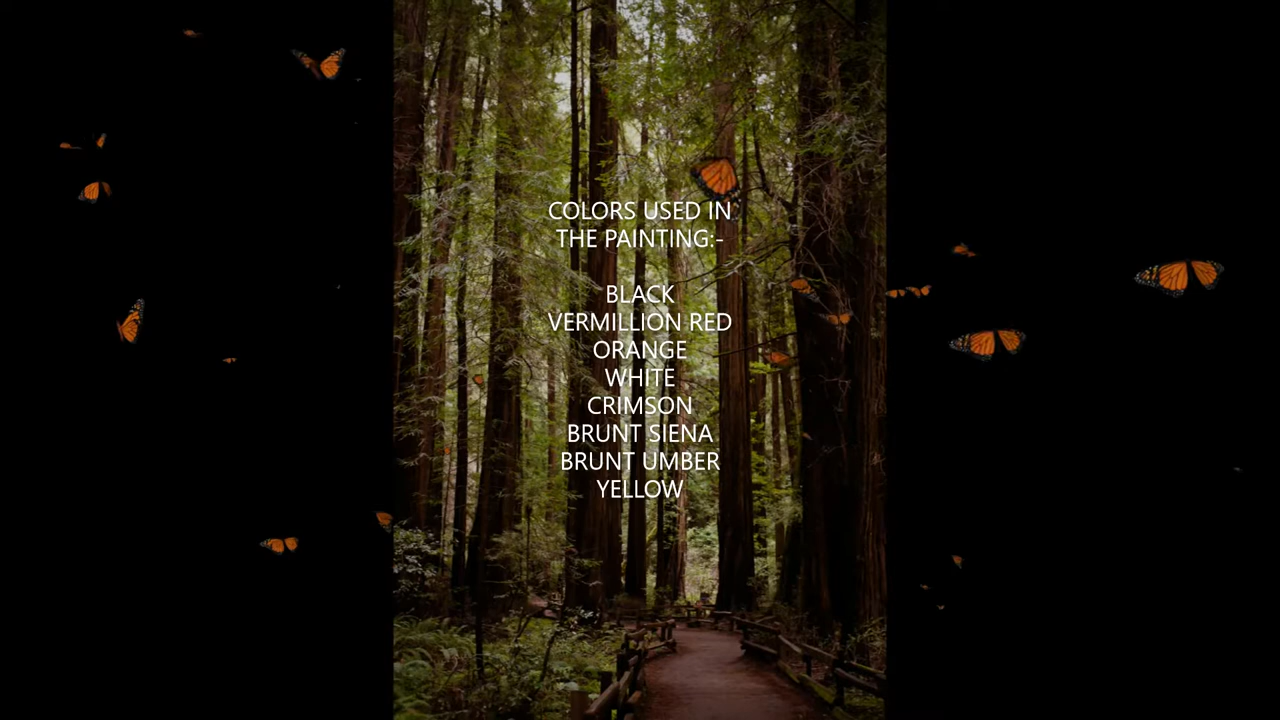 COLORS USED IN
THE PAINTING:-
BLACK
VERMILLION RED
ORANGE
WHITE
CRIMSON
BRUNT SIENA
BRUNT UMBER
YELLOW